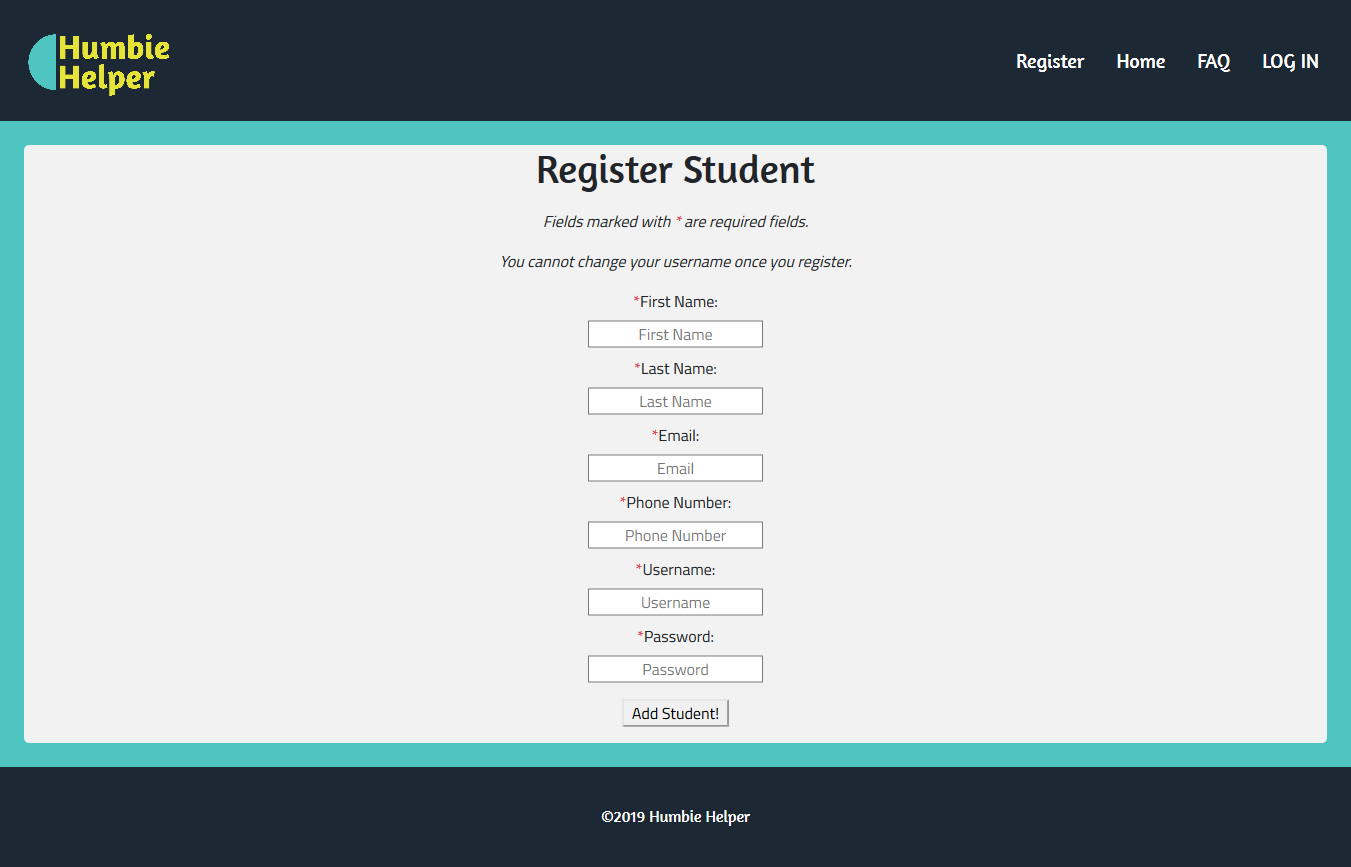 Humbie
Helper
Register Home FAQ LOG IN
Register Student
Fields marked with * are required fields.
You cannot change your username once you register.
*First Name:
First Name
*Last Name:
Last Name
*Email:
Email
*Phone Number:
Phone Number
*Username:
Username
*Password:
Password
Add Student!
©2019 Humbie Helper